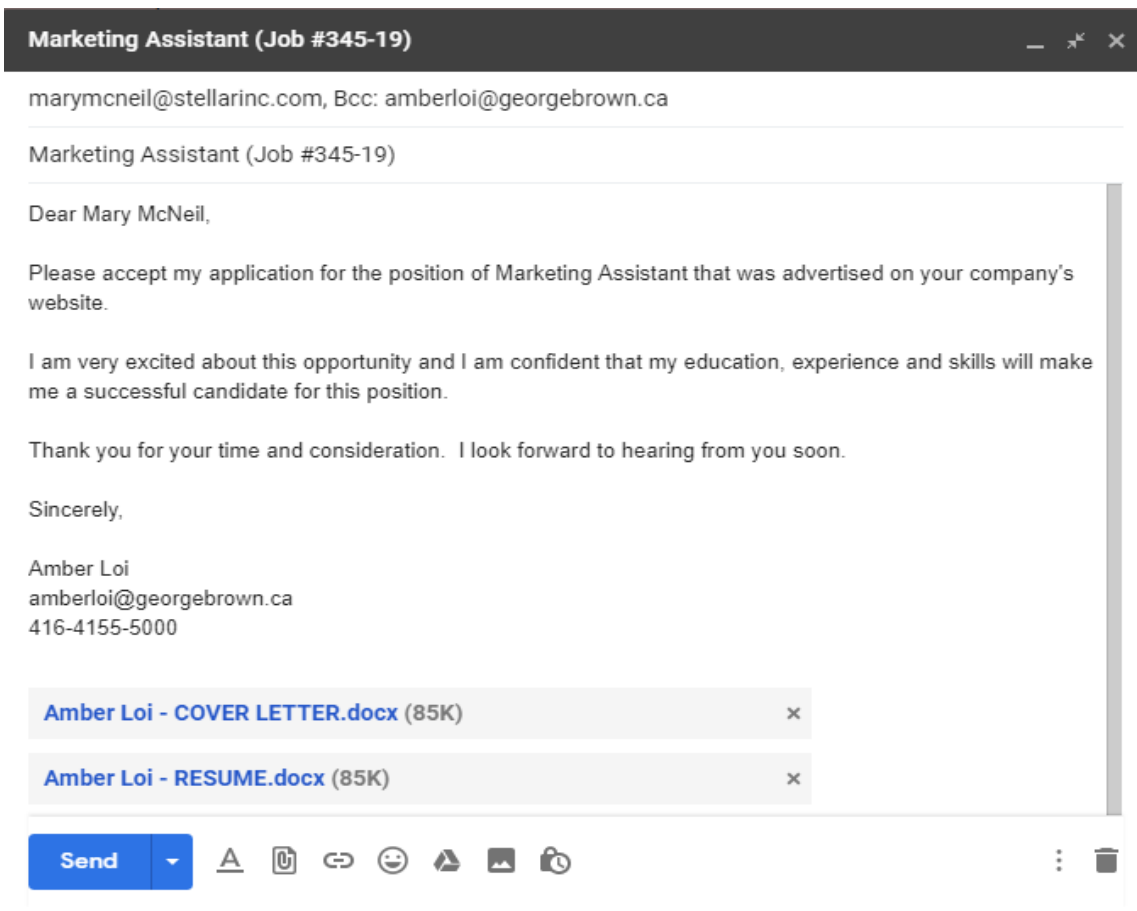 Marketing Assistant (Job #345-19)
marymcneil@stellarinc.com, Bcc: amberloi@georgebrown.ca
Marketing Assistant (Job #345-19)
Dear Mary McNeil,
Please accept my application for the position of Marketing Assistant that was advertised on your company's
website.
I am very excited about this opportunity and I am confident that my education, experience and skills will make
me a successful candidate for this position.
Thank you for your time and consideration.  I look forward to hearing from you soon.
Sincerely,
Amber Loi
amberloi@georgebrown.ca
416-4155-5000
Amber Loi - COVER LETTER.docx (85K)
Amber Loi - RESUME.docx (85K)
Send